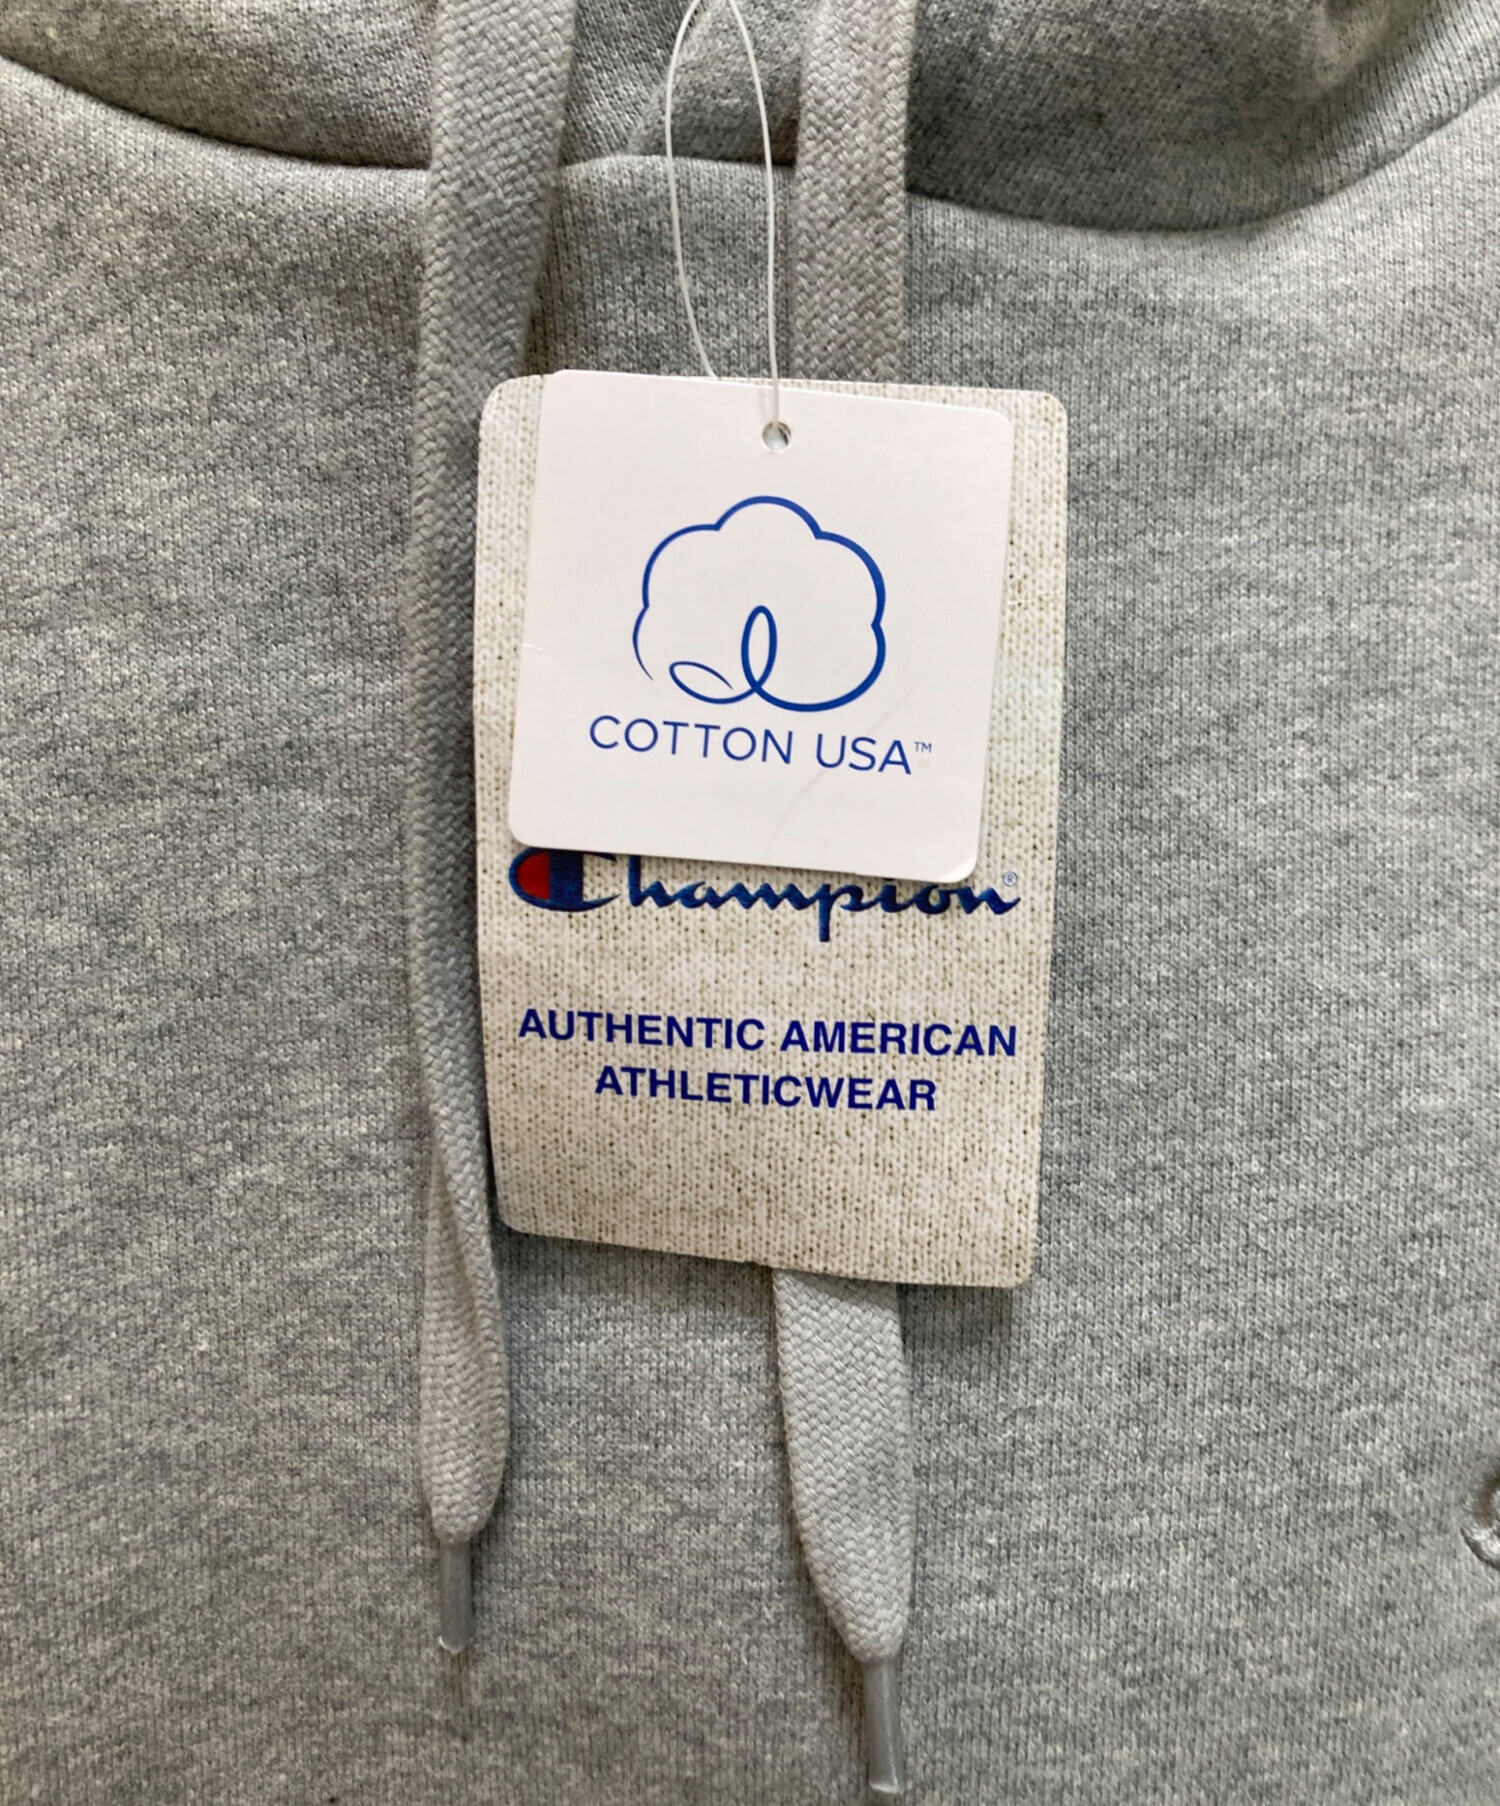 COTTON USA™
Champion®
AUTHENTIC AMERICAN
ATHLETICWEAR